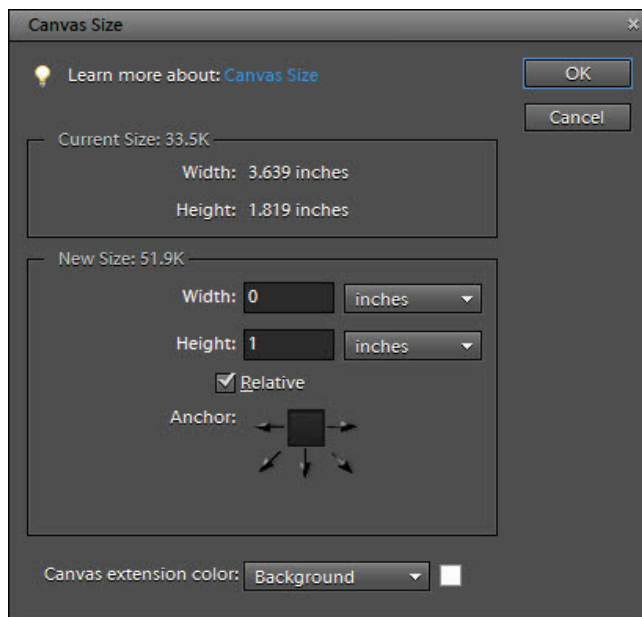 Canvas Size
Learn more about: Canvas Size
OK
Cancel
Current Size: 33.5K
Width: 3.639 inches
Height: 1.819 inches
New Size: 51.9K
Width: 0 inches
Height: 1 inches
Relative
Anchor:
Canvas extension color: Background